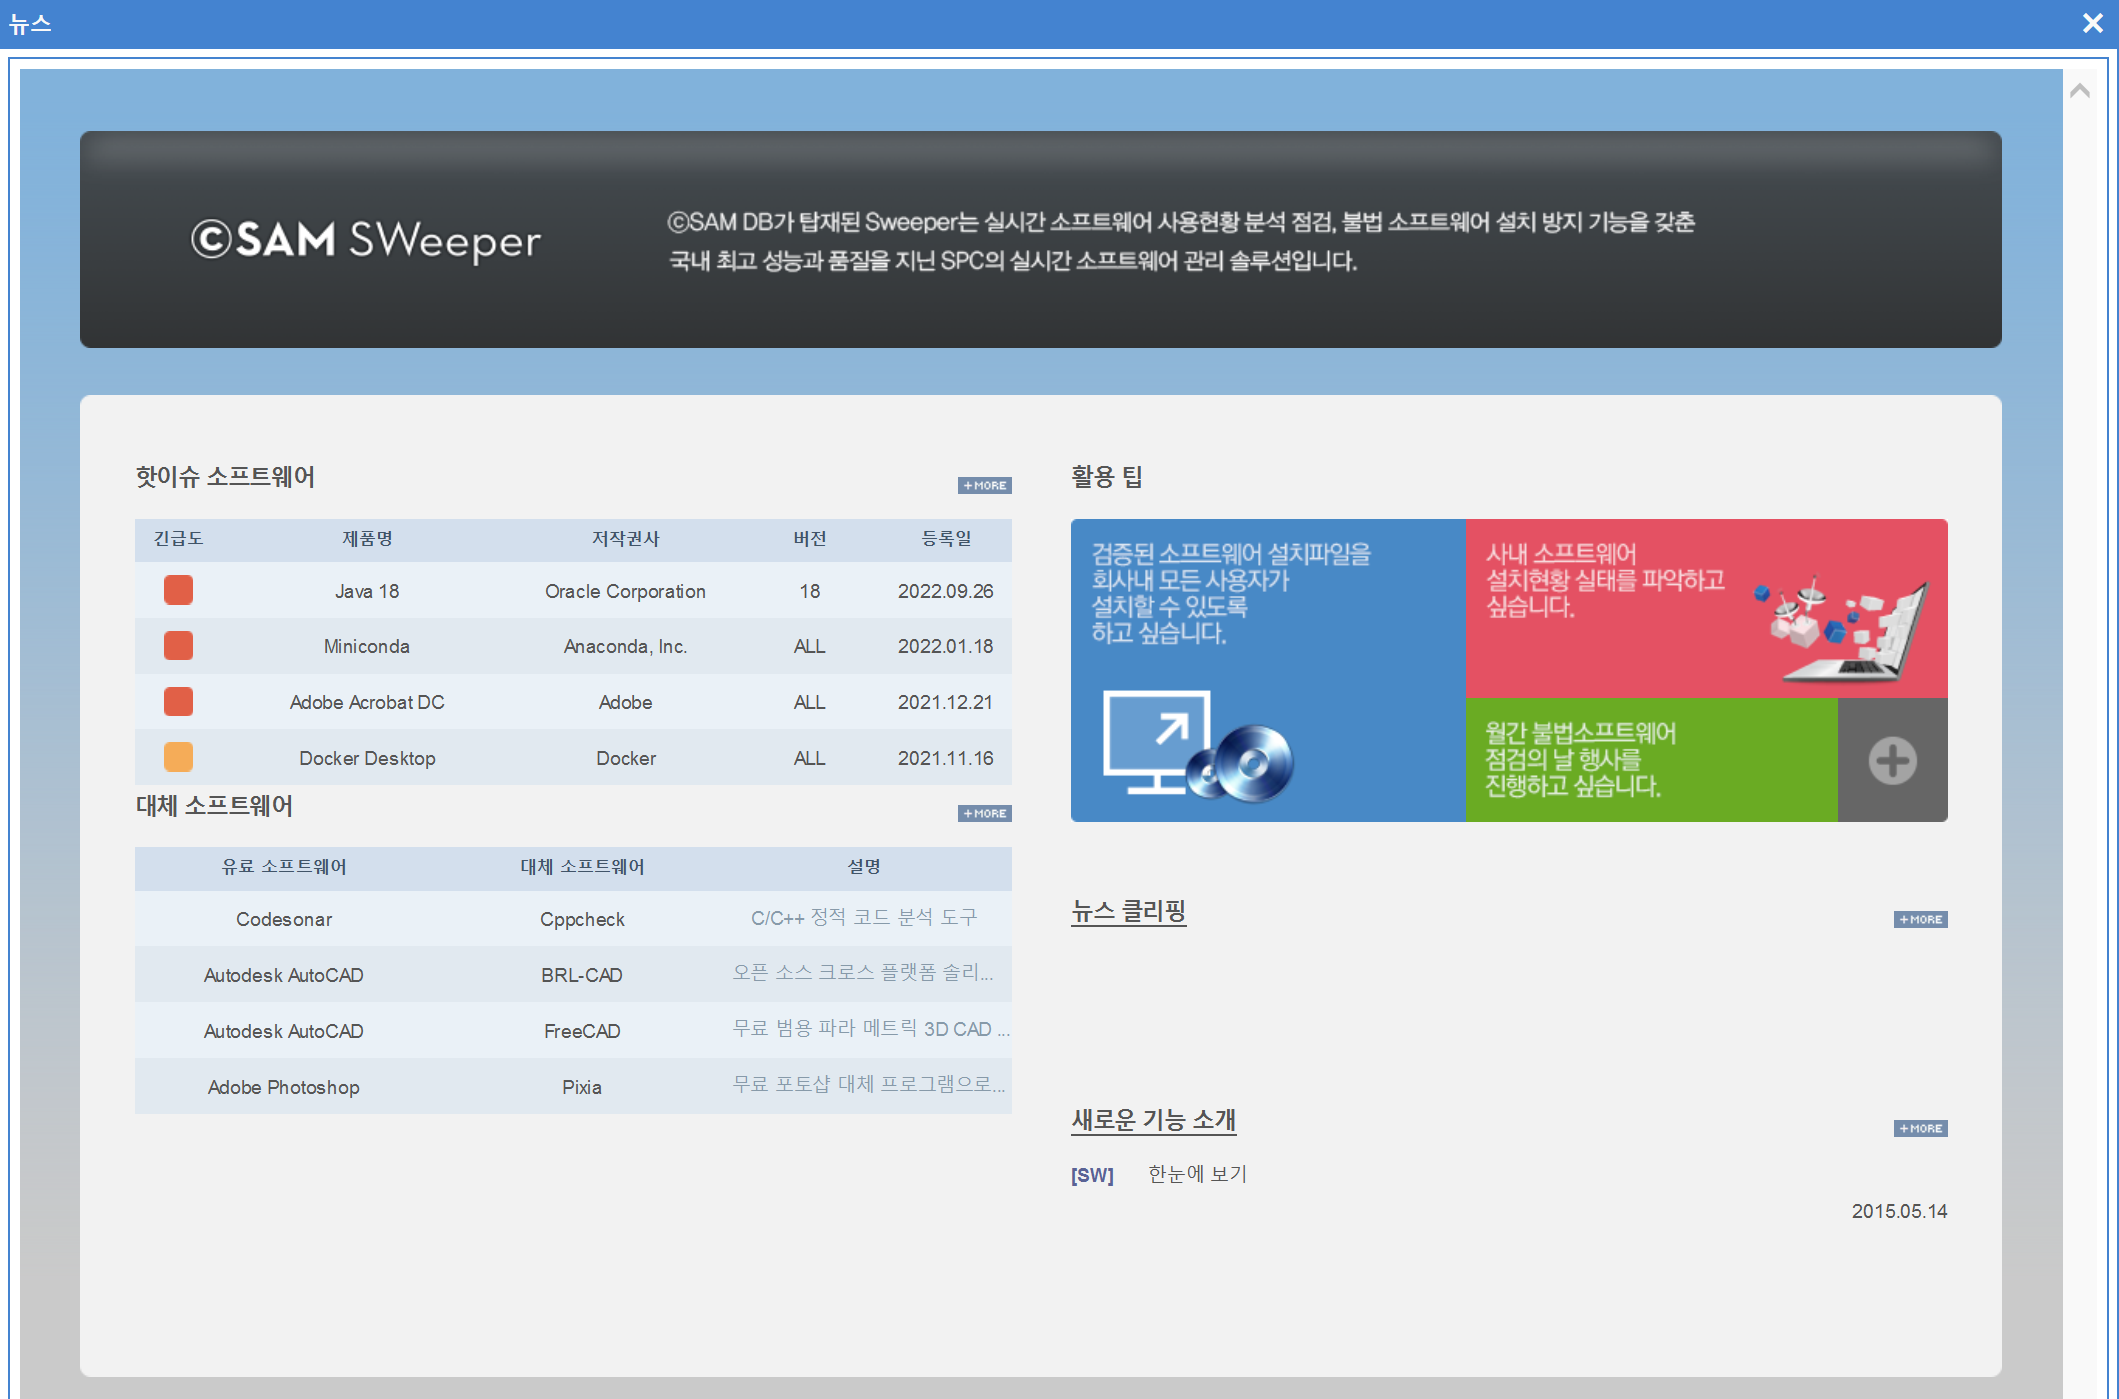 뉴스
ⓒSAM SWeeper
ⓒSAM DB가 탑재된 Sweeper는 실시간 소프트웨어 사용현황 분석 점검, 불법 소프트웨어 설치 방지 기능을 갖춘
국내 최고 성능과 품질을 지닌 SPC의 실시간 소프트웨어 관리 솔루션입니다.
핫이슈 소프트웨어
+MORE
긴급도 제품명 저작권사 버전 등록일
Java 18 Oracle Corporation 18 2022.09.26
Miniconda Anaconda, Inc. ALL 2022.01.18
Adobe Acrobat DC Adobe ALL 2021.12.21
Docker Desktop Docker ALL 2021.11.16
대체 소프트웨어
+MORE
유료 소프트웨어 대체 소프트웨어 설명
Codesonar Cppcheck C/C++ 정적 코드 분석 도구
Autodesk AutoCAD BRL-CAD 오픈 소스 크로스 플랫폼 솔리...
Autodesk AutoCAD FreeCAD 무료 범용 파라 메트릭 3D CAD ...
Adobe Photoshop Pixia 무료 포토샵 대체 프로그램으로...
활용 팁
검증된 소프트웨어 설치파일을
회사내 모든 사용자가
설치할 수 있도록
하고 싶습니다.
사내 소프트웨어
설치현황 실태를 파악하고
싶습니다.
월간 불법소프트웨어
점검의 날 행사를
진행하고 싶습니다.
뉴스 클리핑
+MORE
새로운 기능 소개
+MORE
[SW] 한눈에 보기
2015.05.14